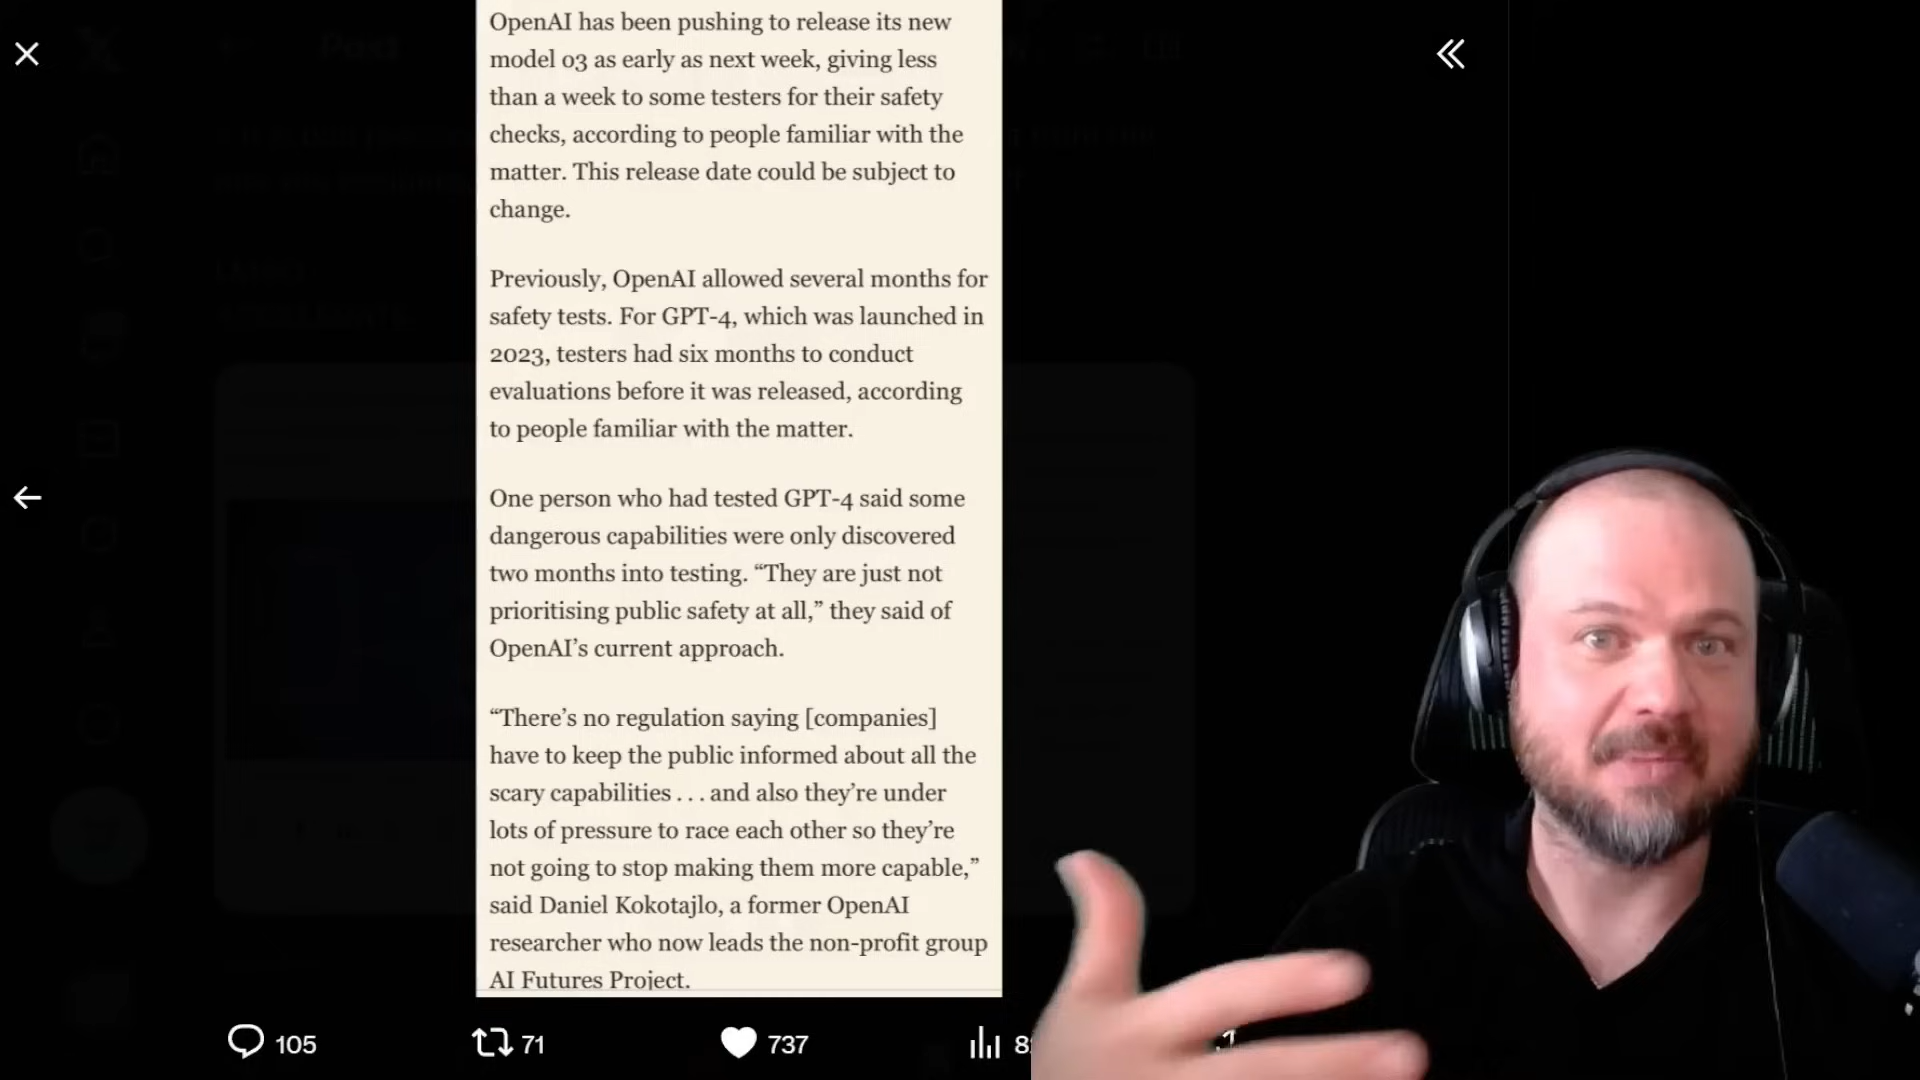 OpenAI has been pushing to release its new
model o3 as early as next week, giving less
than a week to some testers for their safety
checks, according to people familiar with the
matter. This release date could be subject to
change.
Previously, OpenAI allowed several months for
safety tests. For GPT-4, which was launched in
2023, testers had six months to conduct
evaluations before it was released, according
to people familiar with the matter.
One person who had tested GPT-4 said some
dangerous capabilities were only discovered
two months into testing. “They are just not
prioritising public safety at all,” they said of
OpenAI’s current approach.
“There’s no regulation saying [companies]
have to keep the public informed about all the
scary capabilities . . . and also they’re under
lots of pressure to race each other so they’re
not going to stop making them more capable,”
said Daniel Kokotajlo, a former OpenAI
researcher who now leads the non-profit group
AI Futures Project.
105 71 737